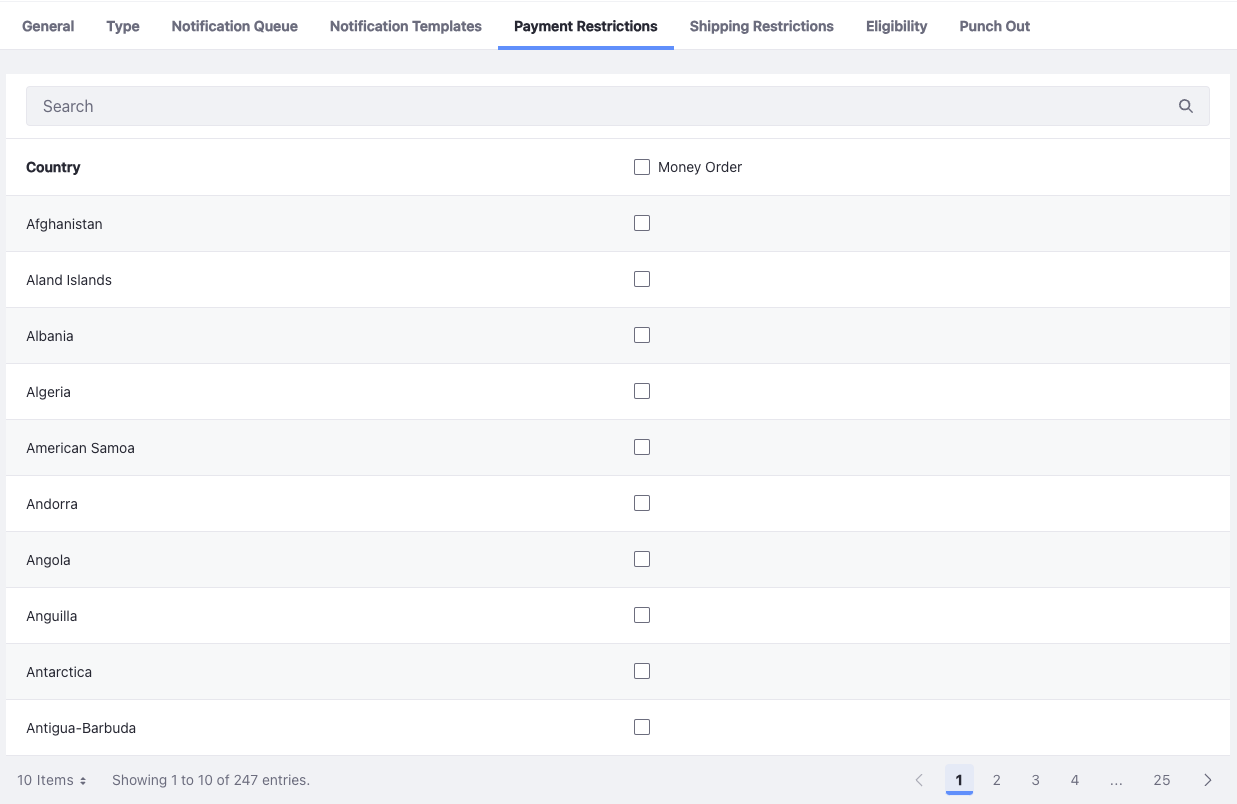 General Type Notification Queue Notification Templates Payment Restrictions Shipping Restrictions Eligibility Punch Out
Search
Country Money Order
Afghanistan
Aland Islands
Albania
Algeria
American Samoa
Andorra
Angola
Anguilla
Antarctica
Antigua-Barbuda
10 Items Showing 1 to 10 of 247 entries. 1 2 3 4 ... 25